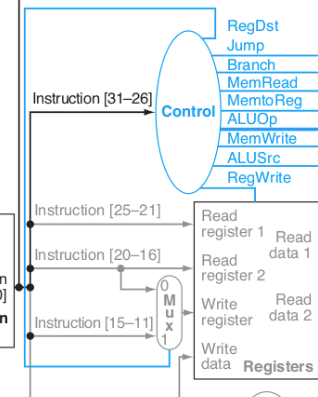 RegDst
Jump
Branch
MemRead
MemtoReg
ALUOp
MemWrite
ALUSrc
RegWrite
Instruction [31–26]
Control
Instruction [25–21]
Read
register 1
Read
data 1
Instruction [20–16]
Read
register 2
0
M
u
x
1
Write
register
Read
data 2
Instruction [15–11]
Write
data
Registers
n
0]
n